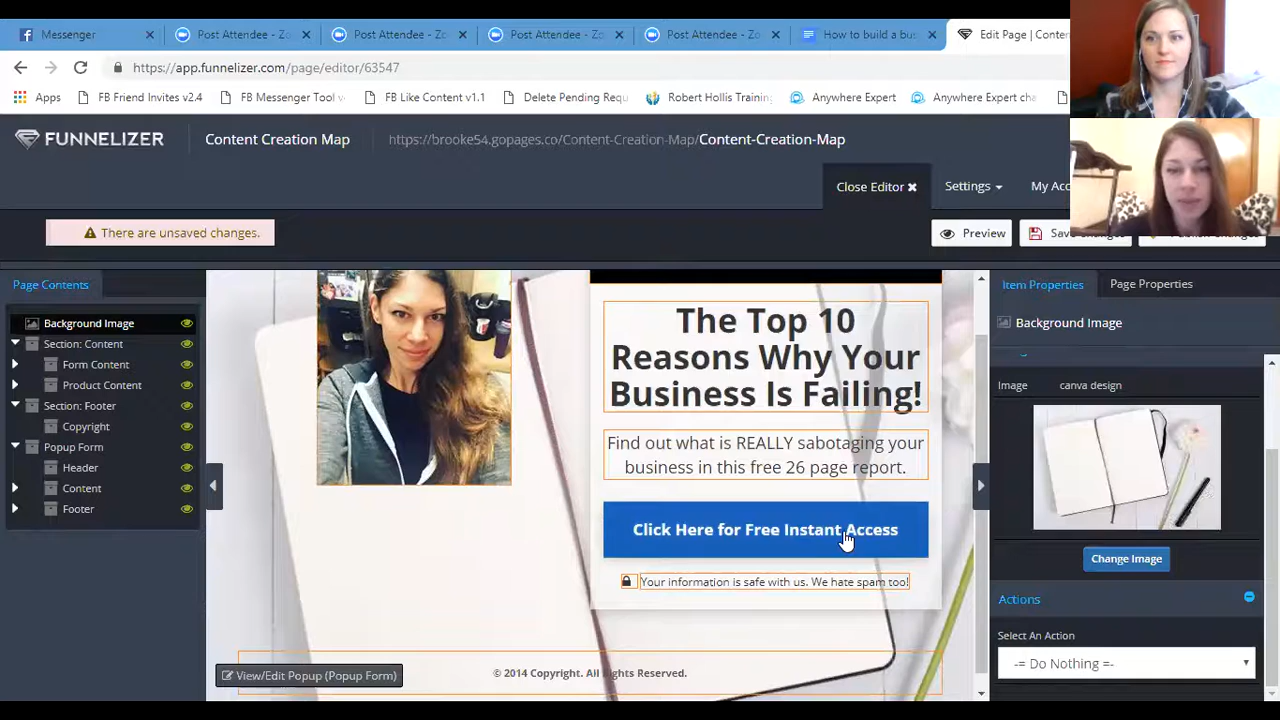 Messenger
Post Attendee - Zo
Post Attendee - Zo
Post Attendee - Zo
Post Attendee - Zo
How to build a bus
Edit Page | Conten
https://app.funnelizer.com/page/editor/63547
Apps
FB Friend Invites v2.4
FB Messenger Tool v
FB Like Content v1.1
Delete Pending Requ
Robert Hollis Training
Anywhere Expert
Anywhere Expert cha
FUNNELIZER
Content Creation Map
https://brooke54.gopages.co/Content-Creation-Map/Content-Creation-Map
Close Editor
Settings
My Acc
There are unsaved changes.
Preview
Save Changes
Page Contents
Background Image
Section: Content
Form Content
Product Content
Section: Footer
Copyright
Popup Form
Header
Content
Footer
The Top 10
Reasons Why Your
Business Is Failing!
Find out what is REALLY sabotaging your
business in this free 26 page report.
Click Here for Free Instant Access
Your information is safe with us. We hate spam too!
© 2014 Copyright. All Rights Reserved.
View/Edit Popup (Popup Form)
Item Properties
Page Properties
Background Image
Image
canva design
Change Image
Actions
Select An Action
-= Do Nothing =-